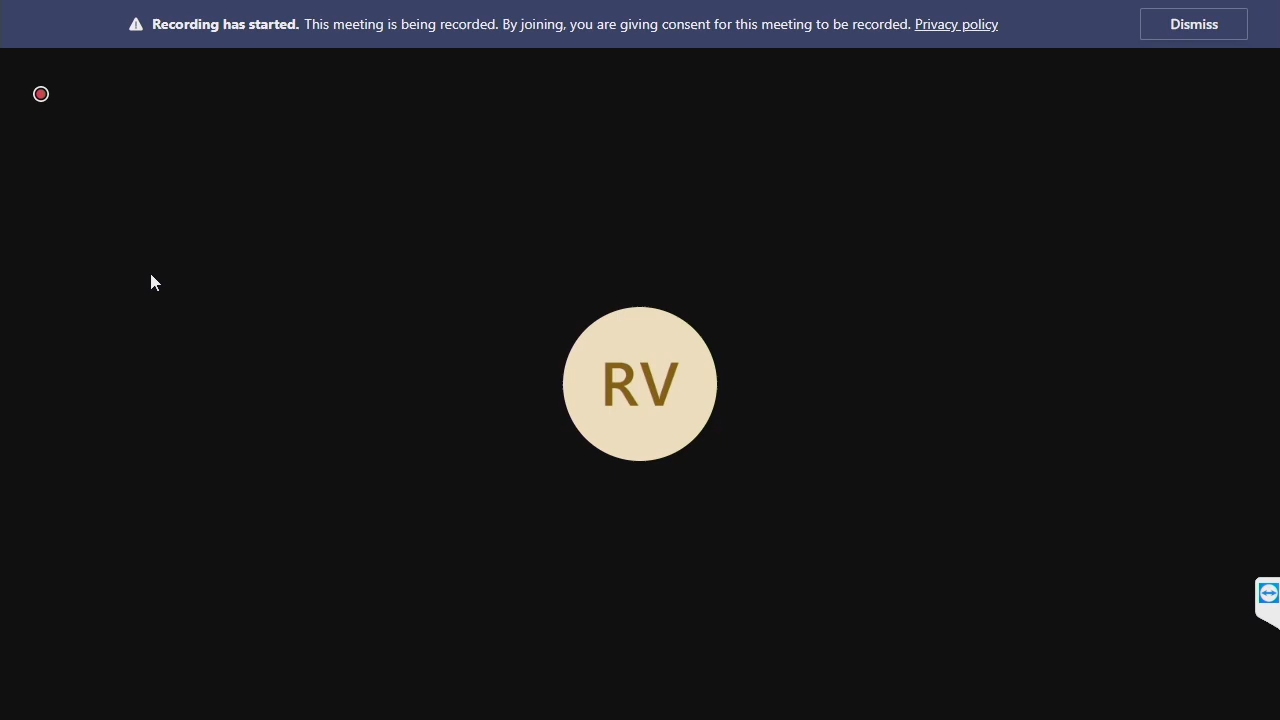 Recording has started. This meeting is being recorded. By joining, you are giving consent for this meeting to be recorded. Privacy policy
Dismiss
RV